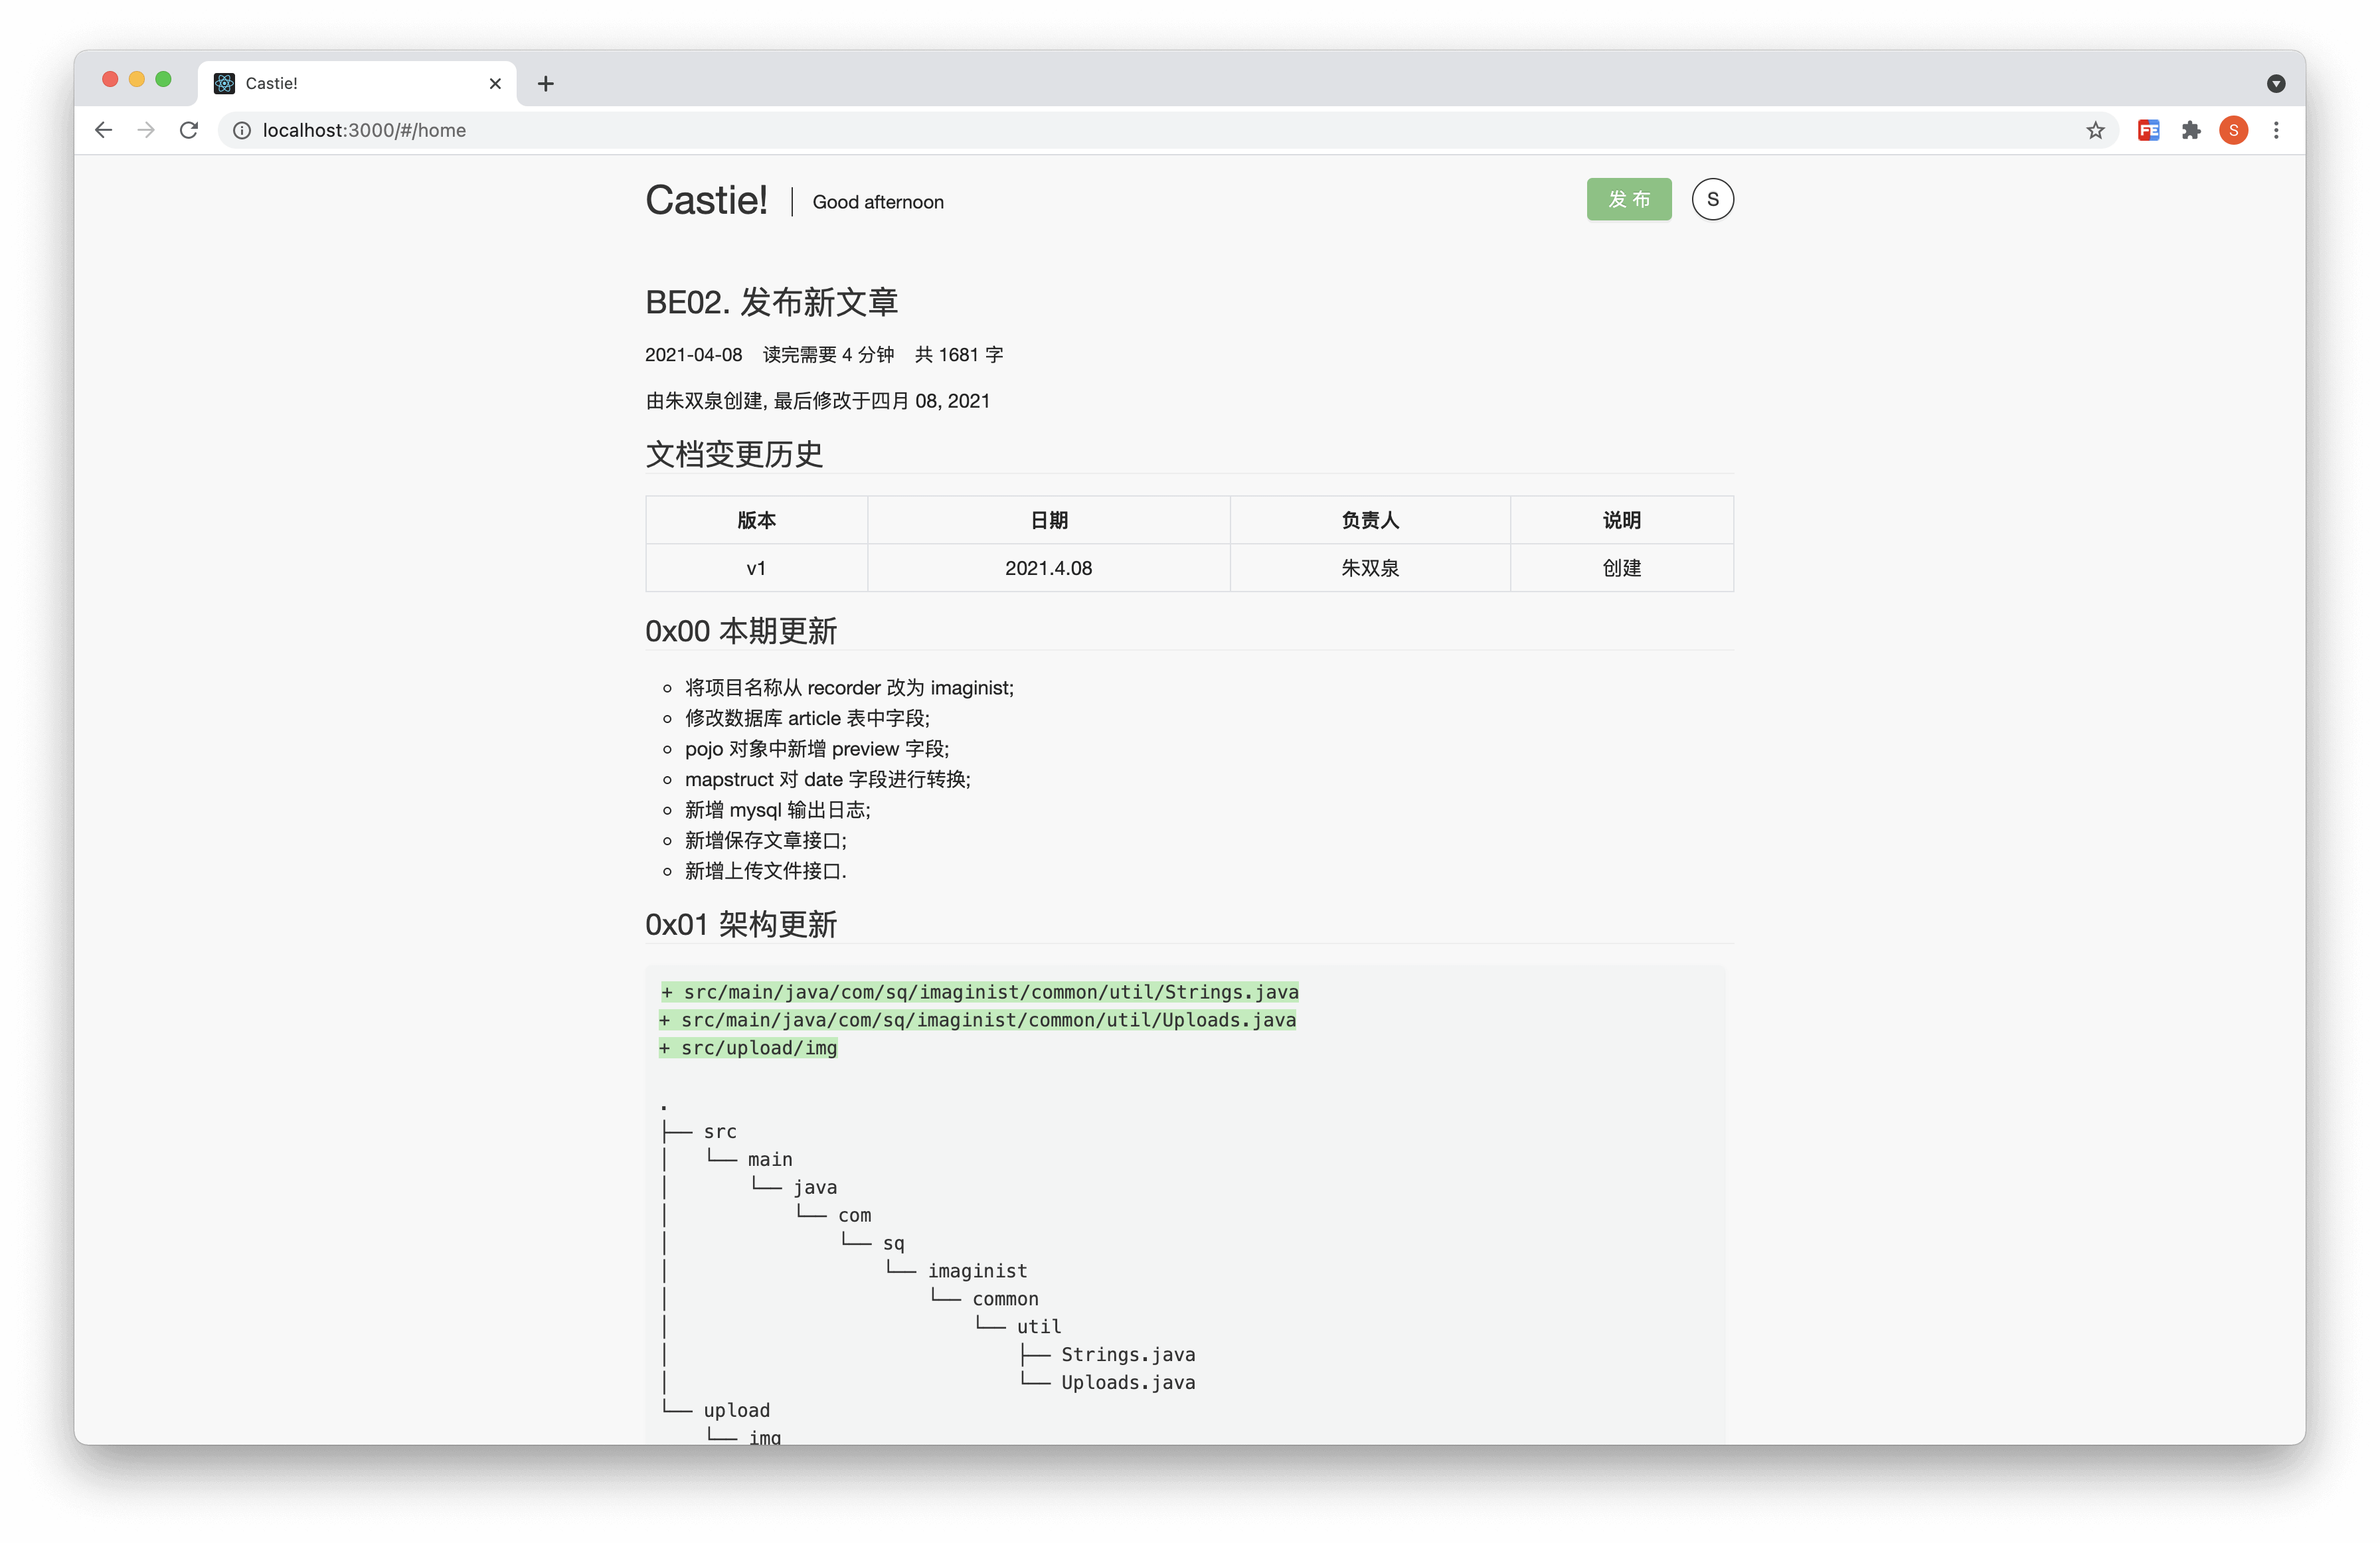 Castie!
localhost:3000/#/home
FE
S
Castie!
Good afternoon
发 布
S
BE02. 发布新文章
2021-04-08 读完需要 4 分钟 共 1681 字
由朱双泉创建, 最后修改于四月 08, 2021
文档变更历史
版本 日期 负责人 说明
v1 2021.4.08 朱双泉 创建
0x00 本期更新
将项目名称从 recorder 改为 imaginist;
修改数据库 article 表中字段;
pojo 对象中新增 preview 字段;
mapstruct 对 date 字段进行转换;
新增 mysql 输出日志;
新增保存文章接口;
新增上传文件接口.
0x01 架构更新
+ src/main/java/com/sq/imaginist/common/util/Strings.java
+ src/main/java/com/sq/imaginist/common/util/Uploads.java
+ src/upload/img
.
├── src
│   └── main
│       └── java
│           └── com
│               └── sq
│                   └── imaginist
│                       └── common
│                           └── util
│                               ├── Strings.java
│                               └── Uploads.java
└── upload
    └── img